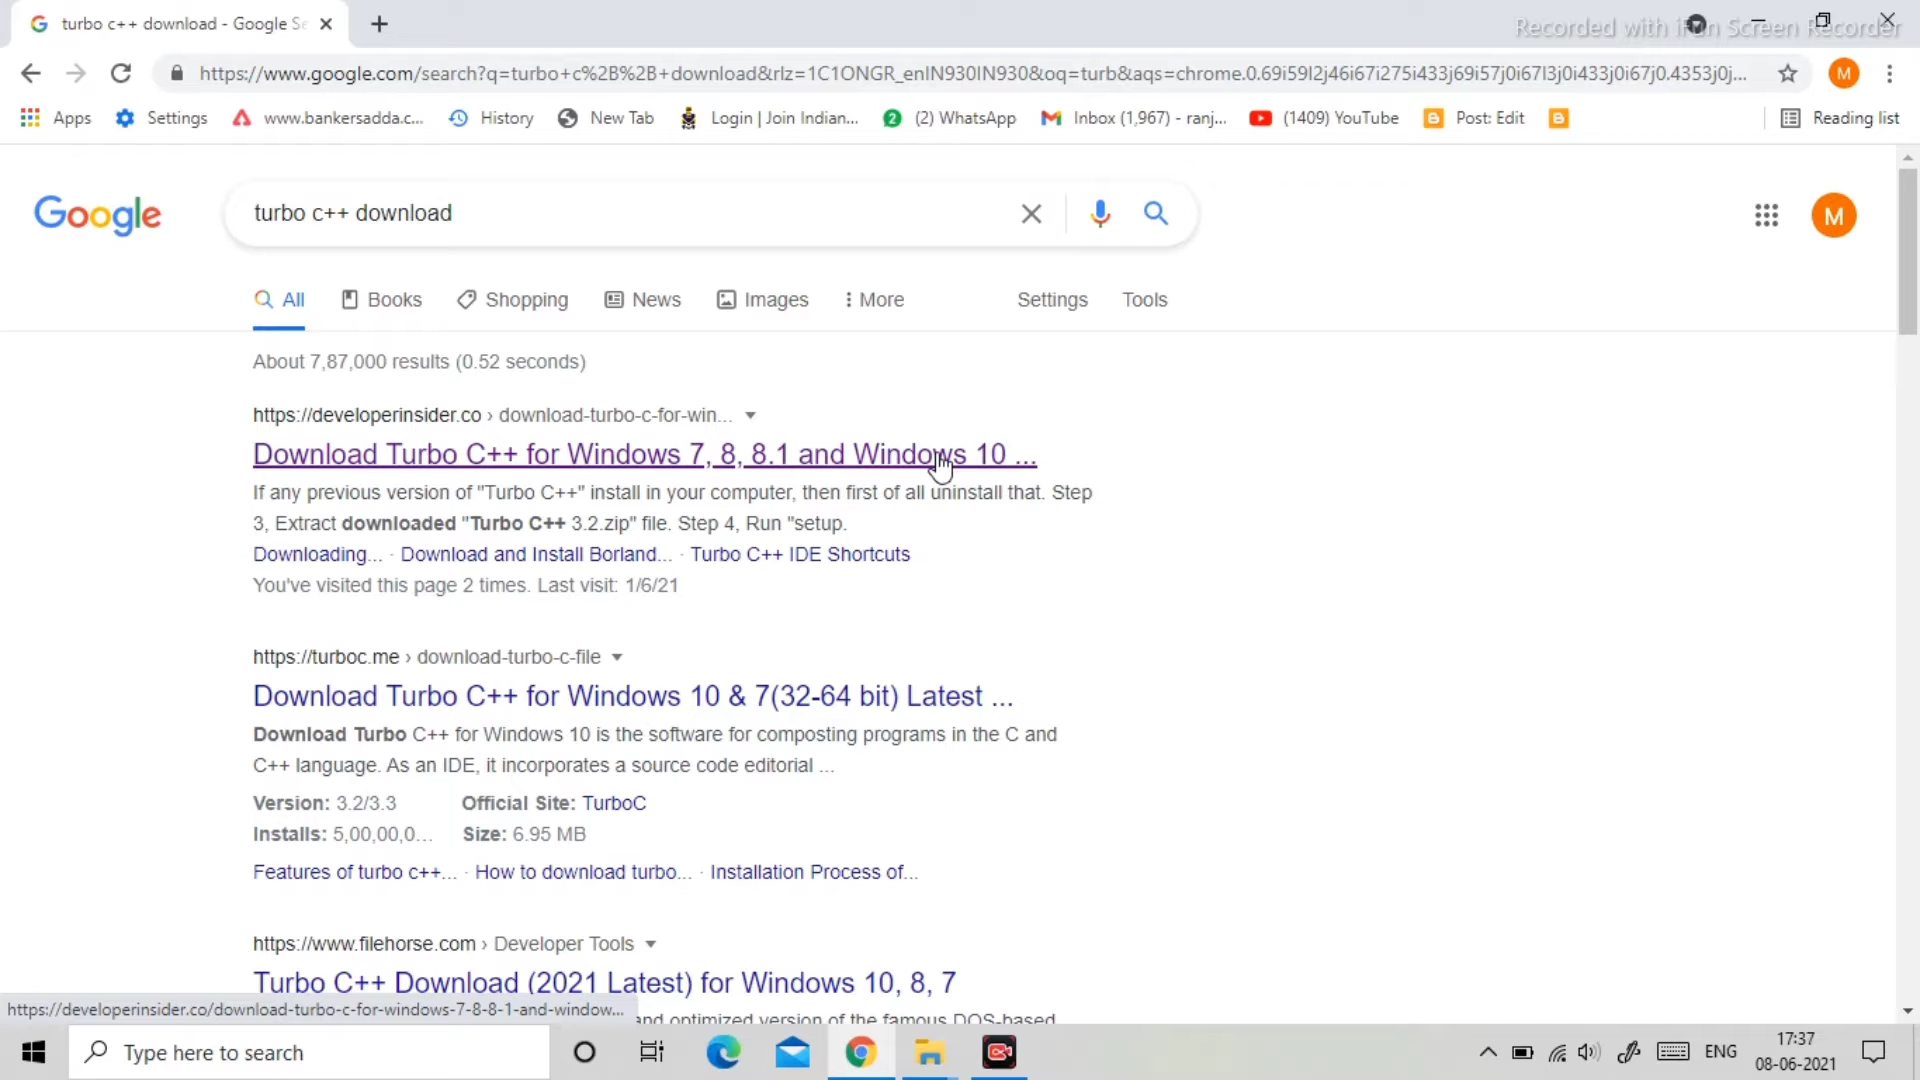 turbo c++ download - Google Se
Recorded with iFun Screen Recorder
https://www.google.com/search?q=turbo+c%2B%2B+download&rlz=1C1ONGR_enIN930IN930&oq=turb&aqs=chrome.0.69i59l2j46i67i275i433j69i57j0i67l3j0i433j0i67j0.4353j0j...
M
Apps
Settings
www.bankersadda.c...
History
New Tab
Login | Join Indian...
2
(2) WhatsApp
Inbox (1,967) - ranj...
(1409) YouTube
Post: Edit
Reading list
Google
turbo c++ download
M
All
Books
Shopping
News
Images
More
Settings
Tools
About 7,87,000 results (0.52 seconds)
https://developerinsider.co › download-turbo-c-for-win...
Download Turbo C++ for Windows 7, 8, 8.1 and Windows 10 ...
If any previous version of "Turbo C++" install in your computer, then first of all uninstall that. Step
3, Extract downloaded "Turbo C++ 3.2.zip" file. Step 4, Run "setup.
Downloading... · Download and Install Borland... · Turbo C++ IDE Shortcuts
You've visited this page 2 times. Last visit: 1/6/21
https://turboc.me › download-turbo-c-file
Download Turbo C++ for Windows 10 & 7(32-64 bit) Latest ...
Download Turbo C++ for Windows 10 is the software for composting programs in the C and
C++ language. As an IDE, it incorporates a source code editorial ...
Version: 3.2/3.3 Official Site: TurboC
Installs: 5,00,00,0... Size: 6.95 MB
Features of turbo c++... · How to download turbo... · Installation Process of...
https://www.filehorse.com › Developer Tools
Turbo C++ Download (2021 Latest) for Windows 10, 8, 7
https://developerinsider.co/download-turbo-c-for-windows-7-8-8-1-and-window...
and optimized version of the famous DOS-based
Type here to search
ENG
17:37
08-06-2021